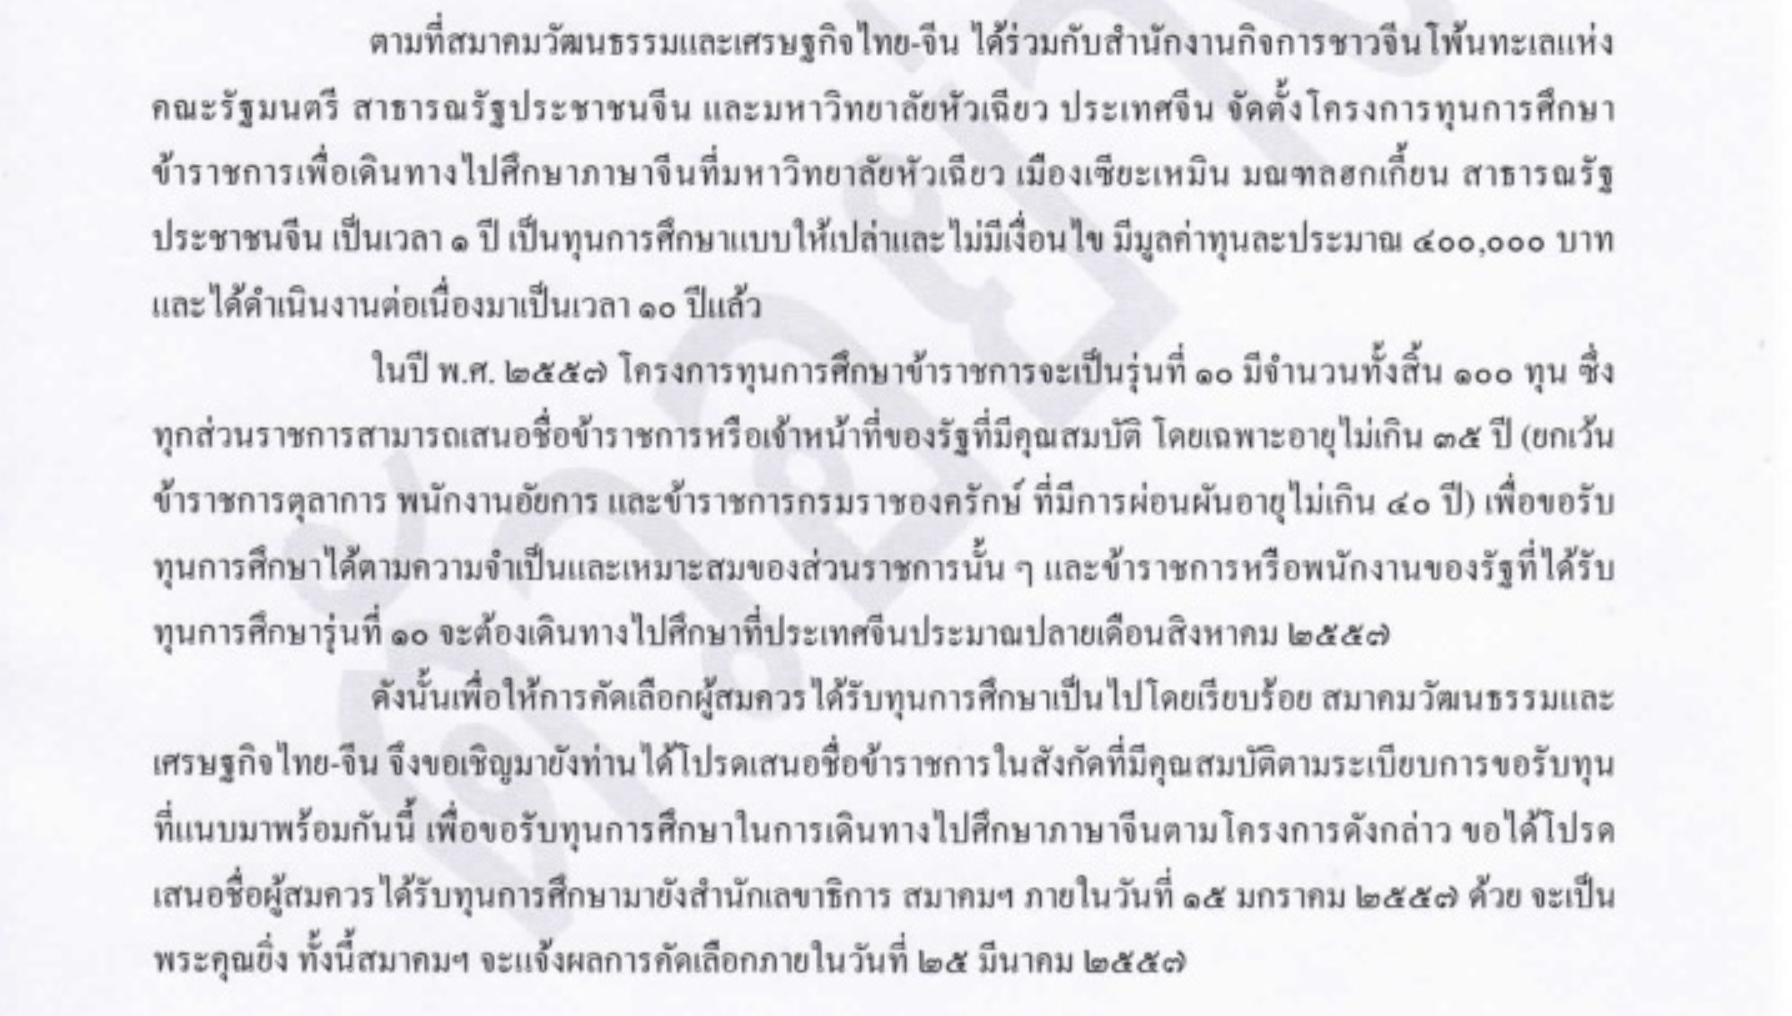 ตามที่สมาคมวัฒนธรรมและเศรษฐกิจไทย-จีน ได้ร่วมกับสำนักงานกิจการชาวจีนโพ้นทะเลแห่ง
คณะรัฐมนตรี สาธารณรัฐประชาชนจีน และมหาวิทยาลัยหัวเฉียว ประเทศจีน จัดตั้งโครงการทุนการศึกษา
ข้าราชการเพื่อเดินทางไปศึกษาภาษาจีนที่มหาวิทยาลัยหัวเฉียว เมืองเซียะเหมิน มณฑลฮกเกี้ยน สาธารณรัฐ
ประชาชนจีน เป็นเวลา ๑ ปี เป็นทุนการศึกษาแบบให้เปล่าและไม่มีเงื่อนไข มีมูลค่าทุนละประมาณ ๔๐๐,๐๐๐ บาท
และได้ดำเนินงานต่อเนื่องมาเป็นเวลา ๑๐ ปีแล้ว
ในปี พ.ศ. ๒๕๕๗ โครงการทุนการศึกษาข้าราชการจะเป็นรุ่นที่ ๑๐ มีจำนวนทั้งสิ้น ๑๐๐ ทุน ซึ่ง
ทุกส่วนราชการสามารถเสนอชื่อข้าราชการหรือเจ้าหน้าที่ของรัฐที่มีคุณสมบัติ โดยเฉพาะอายุไม่เกิน ๓๕ ปี (ยกเว้น
ข้าราชการตุลาการ พนักงานอัยการ และข้าราชการกรมราชองครักษ์ ที่มีการผ่อนผันอายุไม่เกิน ๔๐ ปี) เพื่อขอรับ
ทุนการศึกษาได้ตามความจำเป็นและเหมาะสมของส่วนราชการนั้น ๆ และข้าราชการหรือพนักงานของรัฐที่ได้รับ
ทุนการศึกษารุ่นที่ ๑๐ จะต้องเดินทางไปศึกษาที่ประเทศจีนประมาณปลายเดือนสิงหาคม ๒๕๕๗
ดังนั้นเพื่อให้การคัดเลือกผู้สมควรได้รับทุนการศึกษาเป็นไปโดยเรียบร้อย สมาคมวัฒนธรรมและ
เศรษฐกิจไทย-จีน จึงขอเชิญมายังท่านได้โปรดเสนอชื่อข้าราชการในสังกัดที่มีคุณสมบัติตามระเบียบการขอรับทุน
ที่แนบมาพร้อมกันนี้ เพื่อขอรับทุนการศึกษาในการเดินทางไปศึกษาภาษาจีนตามโครงการดังกล่าว ขอได้โปรด
เสนอชื่อผู้สมควรได้รับทุนการศึกษามายังสำนักเลขาธิการ สมาคมฯ ภายในวันที่ ๑๕ มกราคม ๒๕๕๗ ด้วย จะเป็น
พระคุณยิ่ง ทั้งนี้สมาคมฯ จะแจ้งผลการคัดเลือกภายในวันที่ ๒๕ มีนาคม ๒๕๕๗
ตัวอย่าง